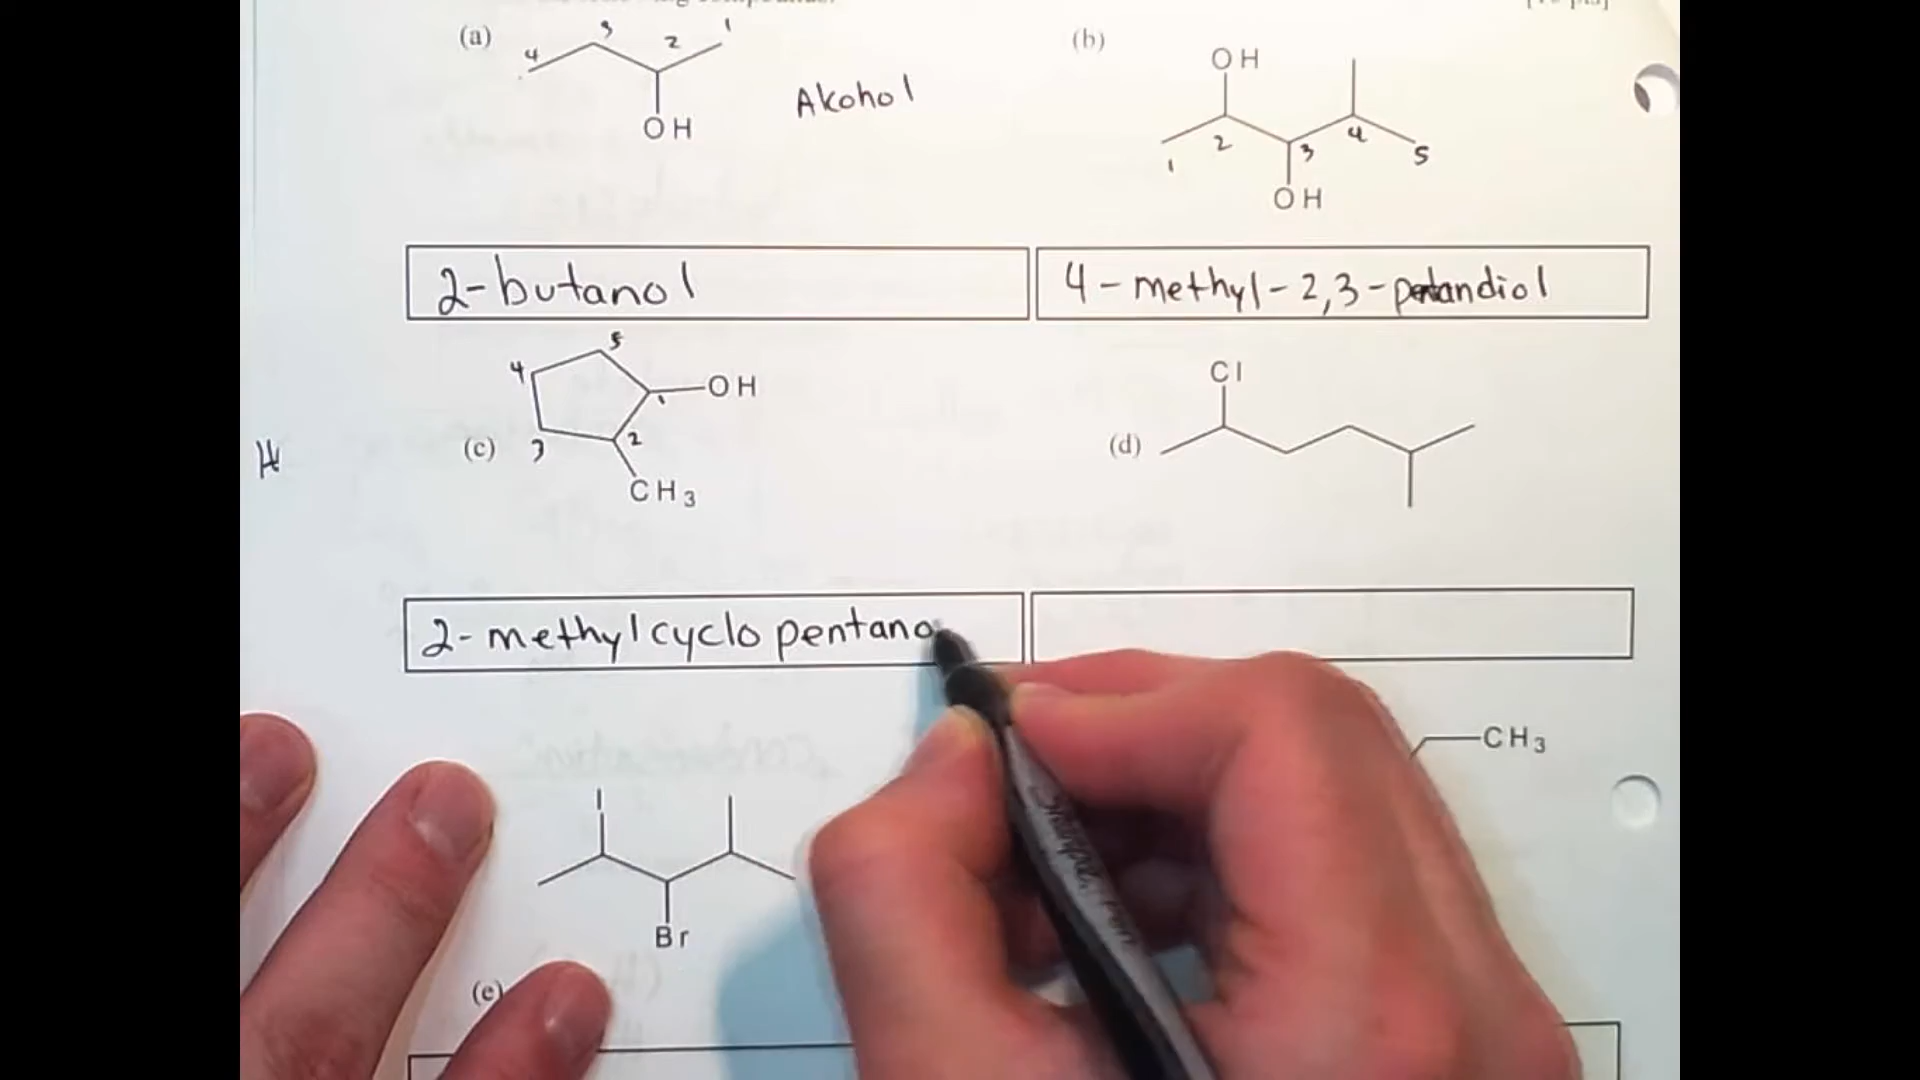 (a) 4 3 2 1
OH
Akohol
(b) OH
1 2 3 4 5
OH
2-butanol
4-methyl-2,3-pentandiol
(c) 5 4 1 OH
3 2
CH3
H
(d) Cl
2-methylcyclopentano
CH3
I
Br
(e)